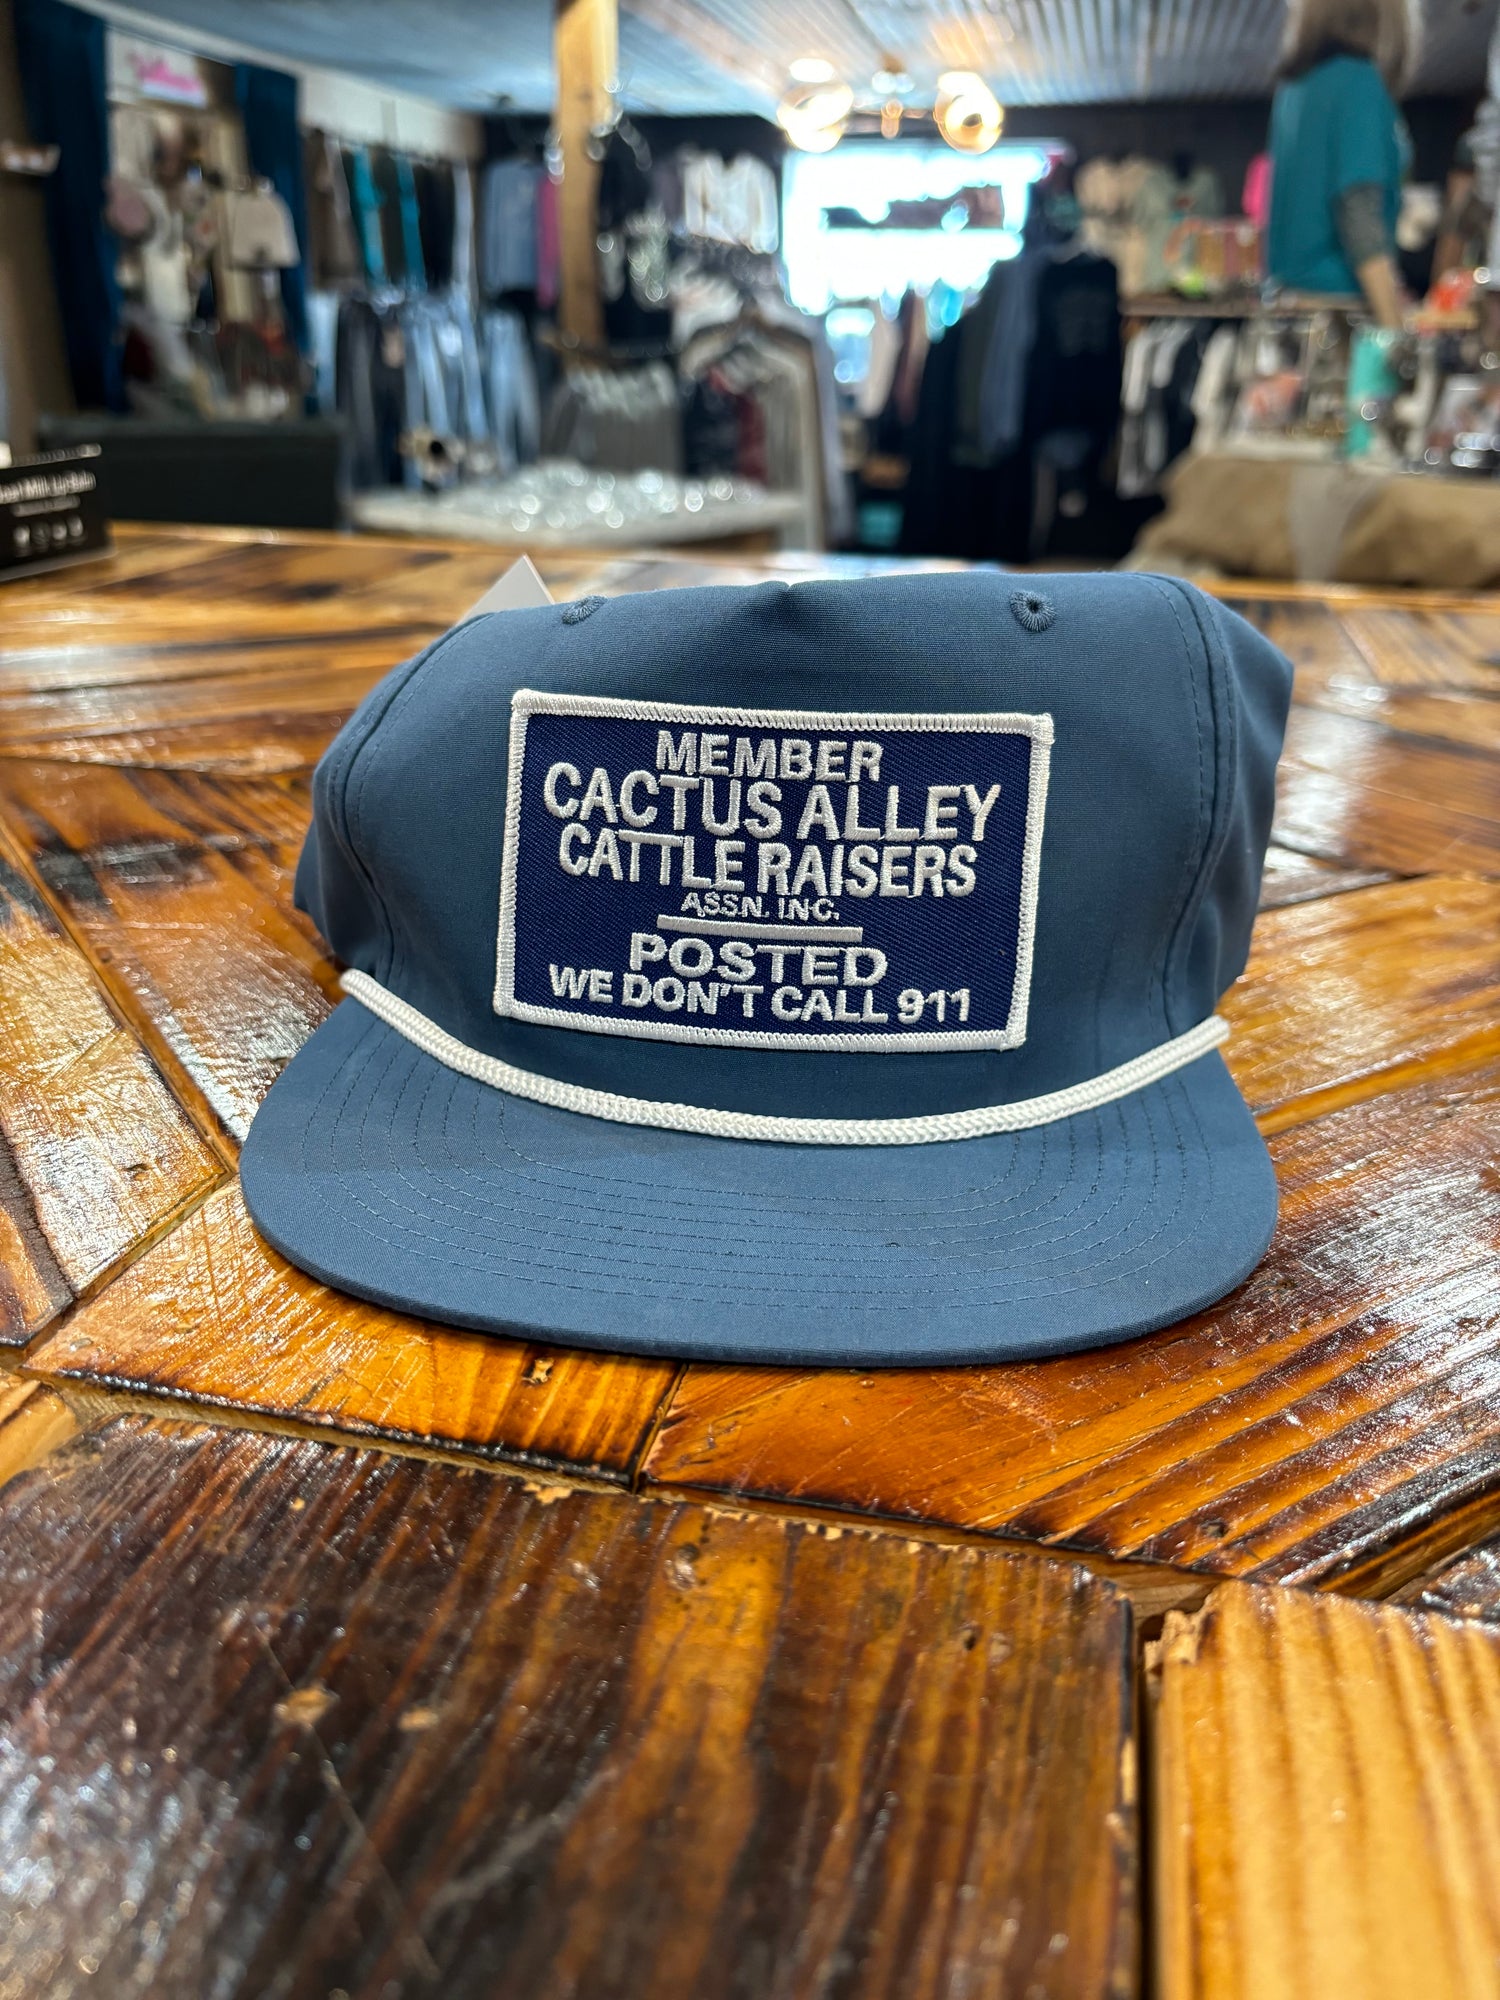 MEMBER
CACTUS ALLEY
CATTLE RAISERS
ASSN. INC.
POSTED
WE DON'T CALL 911